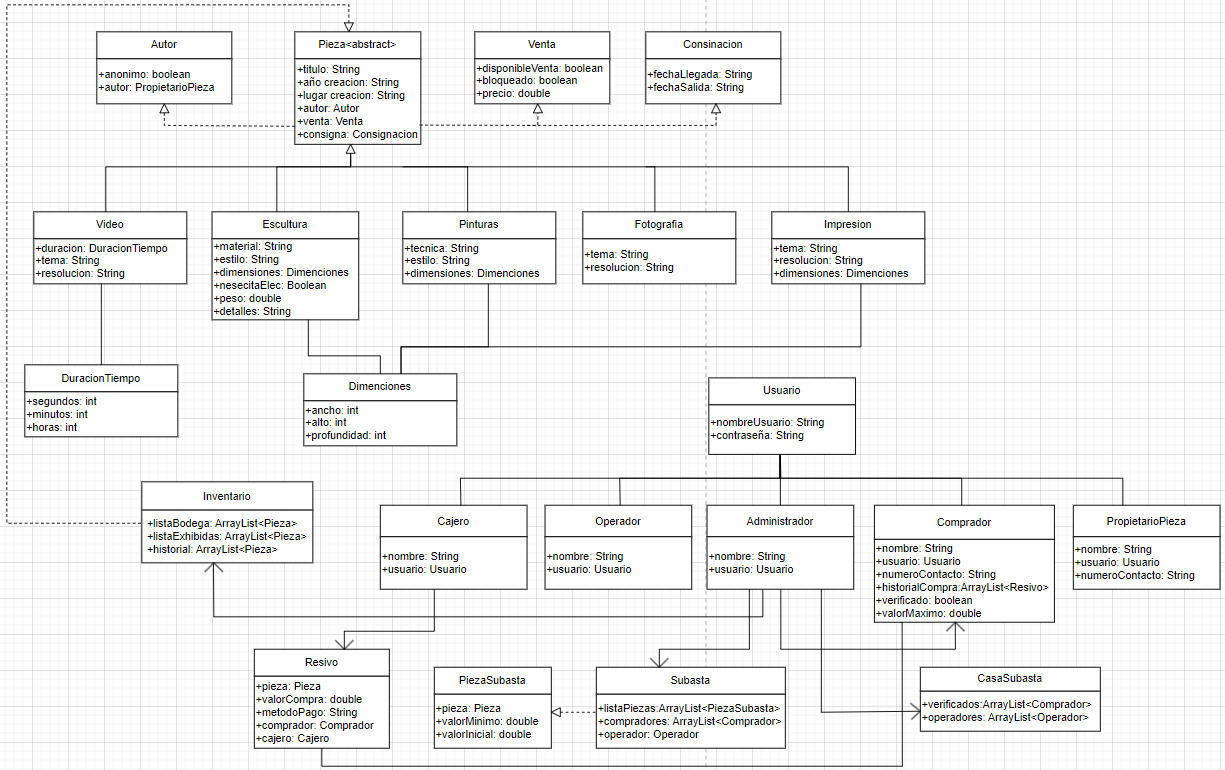 Autor
+anonimo: boolean
+autor: PropietarioPieza
Pieza<abstract>
+titulo: String
+año creacion: String
+lugar creacion: String
+autor: Autor
+venta: Venta
+consigna: Consignacion
Venta
+disponibleVenta: boolean
+bloqueado: boolean
+precio: double
Consinacion
+fechaLlegada: String
+fechaSalida: String
Video
+duracion: DuracionTiempo
+tema: String
+resolucion: String
Escultura
+material: String
+estilo: String
+dimensiones: Dimenciones
+nesecitaElec: Boolean
+peso: double
+detalles: String
Pinturas
+tecnica: String
+estilo: String
+dimensiones: Dimenciones
Fotografia
+tema: String
+resolucion: String
Impresion
+tema: String
+resolucion: String
+dimensiones: Dimenciones
DuracionTiempo
+segundos: int
+minutos: int
+horas: int
Dimenciones
+ancho: int
+alto: int
+profundidad: int
Usuario
+nombreUsuario: String
+contraseña: String
Inventario
+listaBodega: ArrayList<Pieza>
+listaExhibidas: ArrayList<Pieza>
+historial: ArrayList<Pieza>
Cajero
+nombre: String
+usuario: Usuario
Operador
+nombre: String
+usuario: Usuario
Administrador
+nombre: String
+usuario: Usuario
Comprador
+nombre: String
+usuario: Usuario
+numeroContacto: String
+historialCompra:ArrayList<Resivo>
+verificado: boolean
+valorMaximo: double
PropietarioPieza
+nombre: String
+usuario: Usuario
+numeroContacto: String
Resivo
+pieza: Pieza
+valorCompra: double
+metodoPago: String
+comprador: Comprador
+cajero: Cajero
PiezaSubasta
+pieza: Pieza
+valorMinimo: double
+valorInicial: double
Subasta
+listaPiezas:ArrayList<PiezaSubasta>
+compradores: ArrayList<Comprador>
+operador: Operador
CasaSubasta
+verificados:ArrayList<Comprador>
+operadores: ArrayList<Operador>